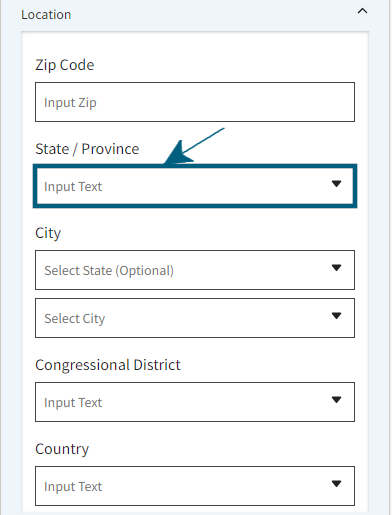 Location
Zip Code
Input Zip
State / Province
Input Text
City
Select State (Optional)
Select City
Congressional District
Input Text
Country
Input Text